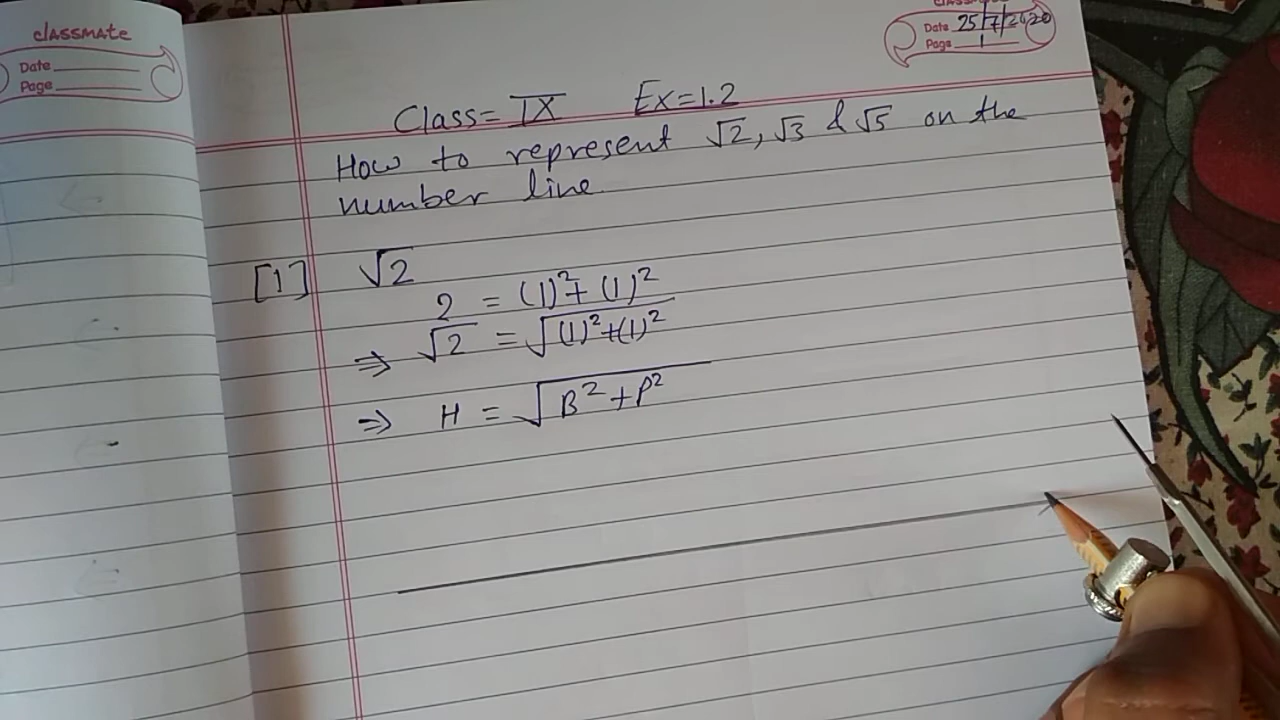 classmate
Date
Page
Date 25/7/2020
Page 1
Class = IX Ex = 1.2
How to represent √2, √3 & √5 on the
number line
[1] √2
2 = (1)² + (1)²
⇒ √2 = √(1)²+(1)²
⇒ H = √B²+P²